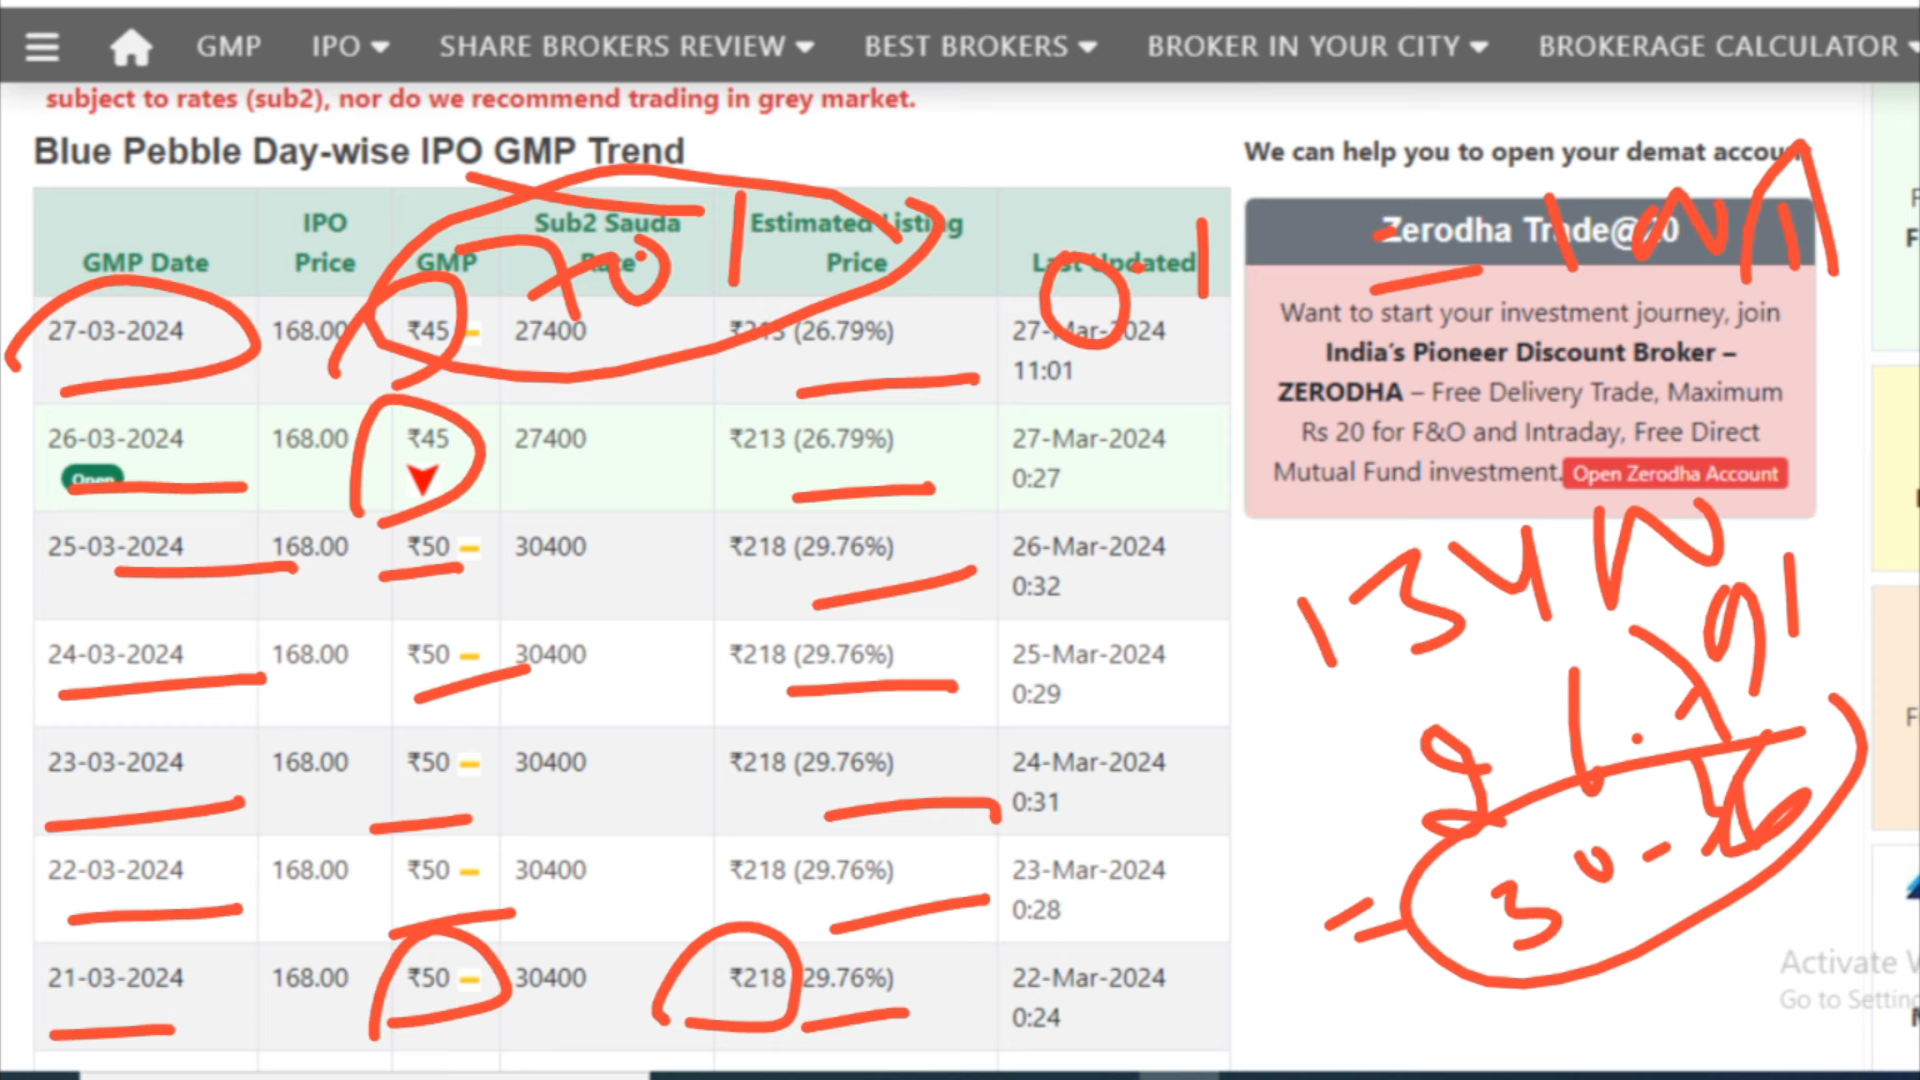 GMP IPO SHARE BROKERS REVIEW BEST BROKERS BROKER IN YOUR CITY BROKERAGE CALCULATOR
subject to rates (sub2), nor do we recommend trading in grey market.
Blue Pebble Day-wise IPO GMP Trend
GMP Date IPO Price GMP Sub2 Sauda Rate Estimated Listing Price Last Updated
27-03-2024 168.00 ₹45 27400 ₹213 (26.79%) 27-Mar-2024 11:01
26-03-2024 Open 168.00 ₹45 27400 ₹213 (26.79%) 27-Mar-2024 0:27
25-03-2024 168.00 ₹50 30400 ₹218 (29.76%) 26-Mar-2024 0:32
24-03-2024 168.00 ₹50 30400 ₹218 (29.76%) 25-Mar-2024 0:29
23-03-2024 168.00 ₹50 30400 ₹218 (29.76%) 24-Mar-2024 0:31
22-03-2024 168.00 ₹50 30400 ₹218 (29.76%) 23-Mar-2024 0:28
21-03-2024 168.00 ₹50 30400 ₹218 (29.76%) 22-Mar-2024 0:24
We can help you to open your demat account
Zerodha Trade@20
Want to start your investment journey, join
India's Pioneer Discount Broker –
ZERODHA – Free Delivery Trade, Maximum
Rs 20 for F&O and Intraday, Free Direct
Mutual Fund investment. Open Zerodha Account
Activate
Go to Setting